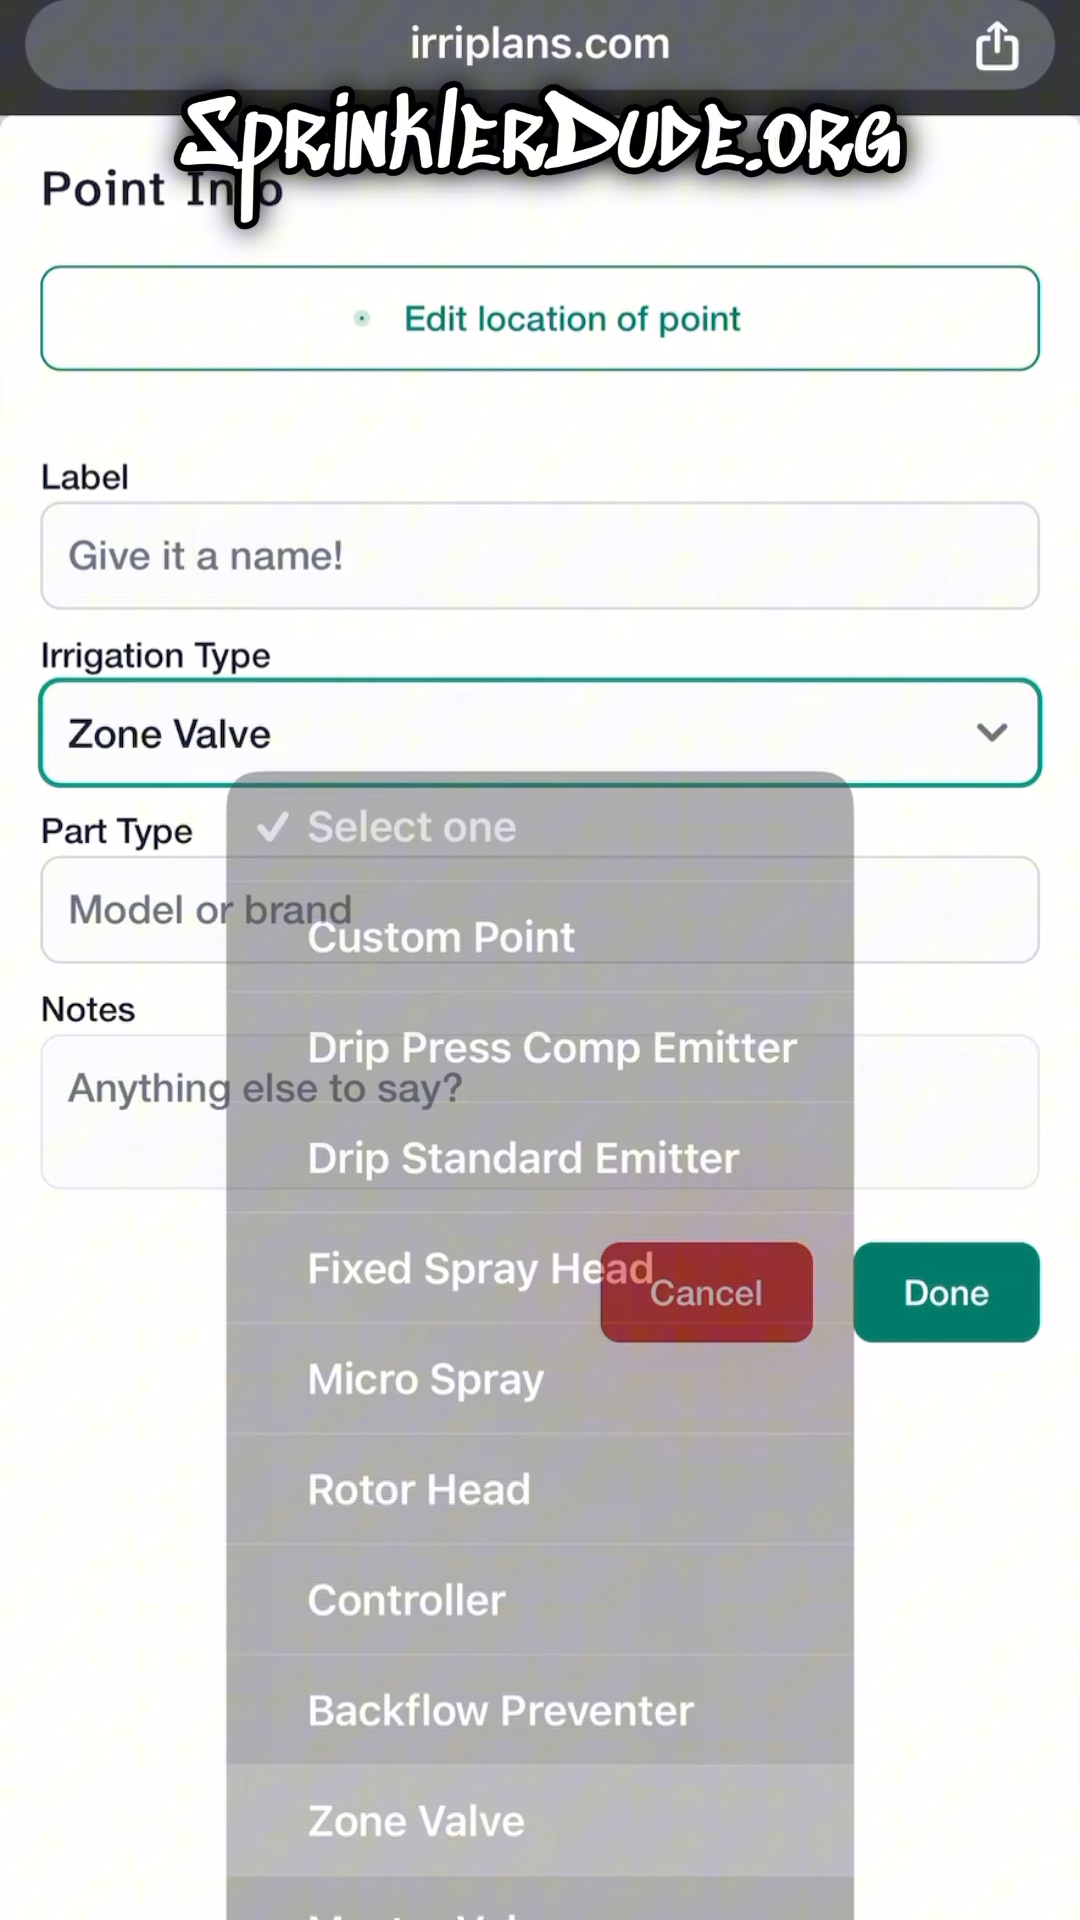 irriplans.com
SprinklerDude.org
Point Info
Edit location of point
Label
Give it a name!
Irrigation Type
Zone Valve
Part Type
Select one
Model or brand
Custom Point
Notes
Drip Press Comp Emitter
Anything else to say?
Drip Standard Emitter
Fixed Spray Head
Cancel
Done
Micro Spray
Rotor Head
Controller
Backflow Preventer
Zone Valve